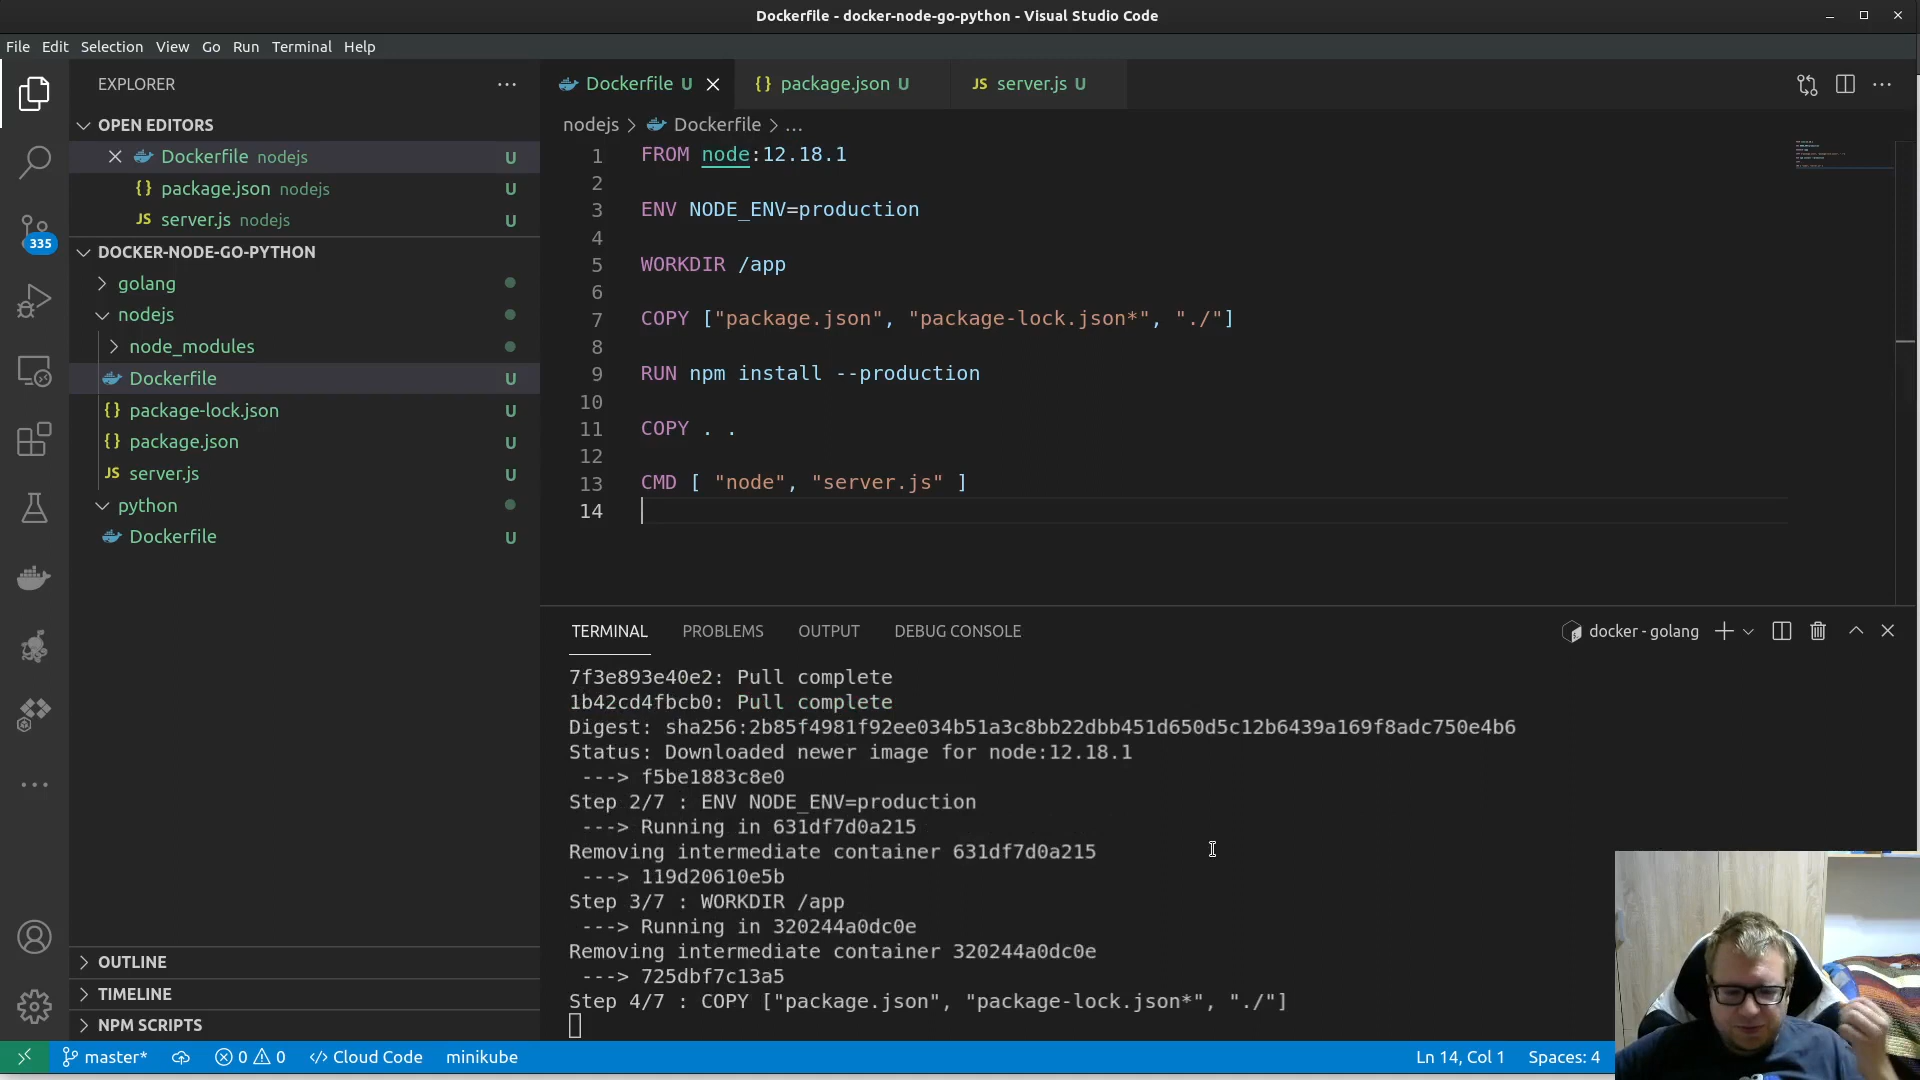 Dockerfile - docker-node-go-python - Visual Studio Code
File Edit Selection View Go Run Terminal Help
EXPLORER
OPEN EDITORS
Dockerfile nodejs U
{} package.json nodejs U
JS server.js nodejs U
335
DOCKER-NODE-GO-PYTHON
golang
nodejs
node_modules
Dockerfile U
{} package-lock.json U
{} package.json U
JS server.js U
python
Dockerfile U
OUTLINE
TIMELINE
NPM SCRIPTS
Dockerfile U {} package.json U JS server.js U
nodejs > Dockerfile > ...
1 FROM node:12.18.1
2
3 ENV NODE_ENV=production
4
5 WORKDIR /app
6
7 COPY ["package.json", "package-lock.json*", "./"]
8
9 RUN npm install --production
10
11 COPY . .
12
13 CMD [ "node", "server.js" ]
14
TERMINAL PROBLEMS OUTPUT DEBUG CONSOLE docker - golang
7f3e893e40e2: Pull complete
1b42cd4fbcb0: Pull complete
Digest: sha256:2b85f4981f92ee034b51a3c8bb22dbb451d650d5c12b6439a169f8adc750e4b6
Status: Downloaded newer image for node:12.18.1
---> f5be1883c8e0
Step 2/7 : ENV NODE_ENV=production
---> Running in 631df7d0a215
Removing intermediate container 631df7d0a215
---> 119d20610e5b
Step 3/7 : WORKDIR /app
---> Running in 320244a0dc0e
Removing intermediate container 320244a0dc0e
---> 725dbf7c13a5
Step 4/7 : COPY ["package.json", "package-lock.json*", "./"]
master* 0 0 Cloud Code minikube Ln 14, Col 1 Spaces: 4